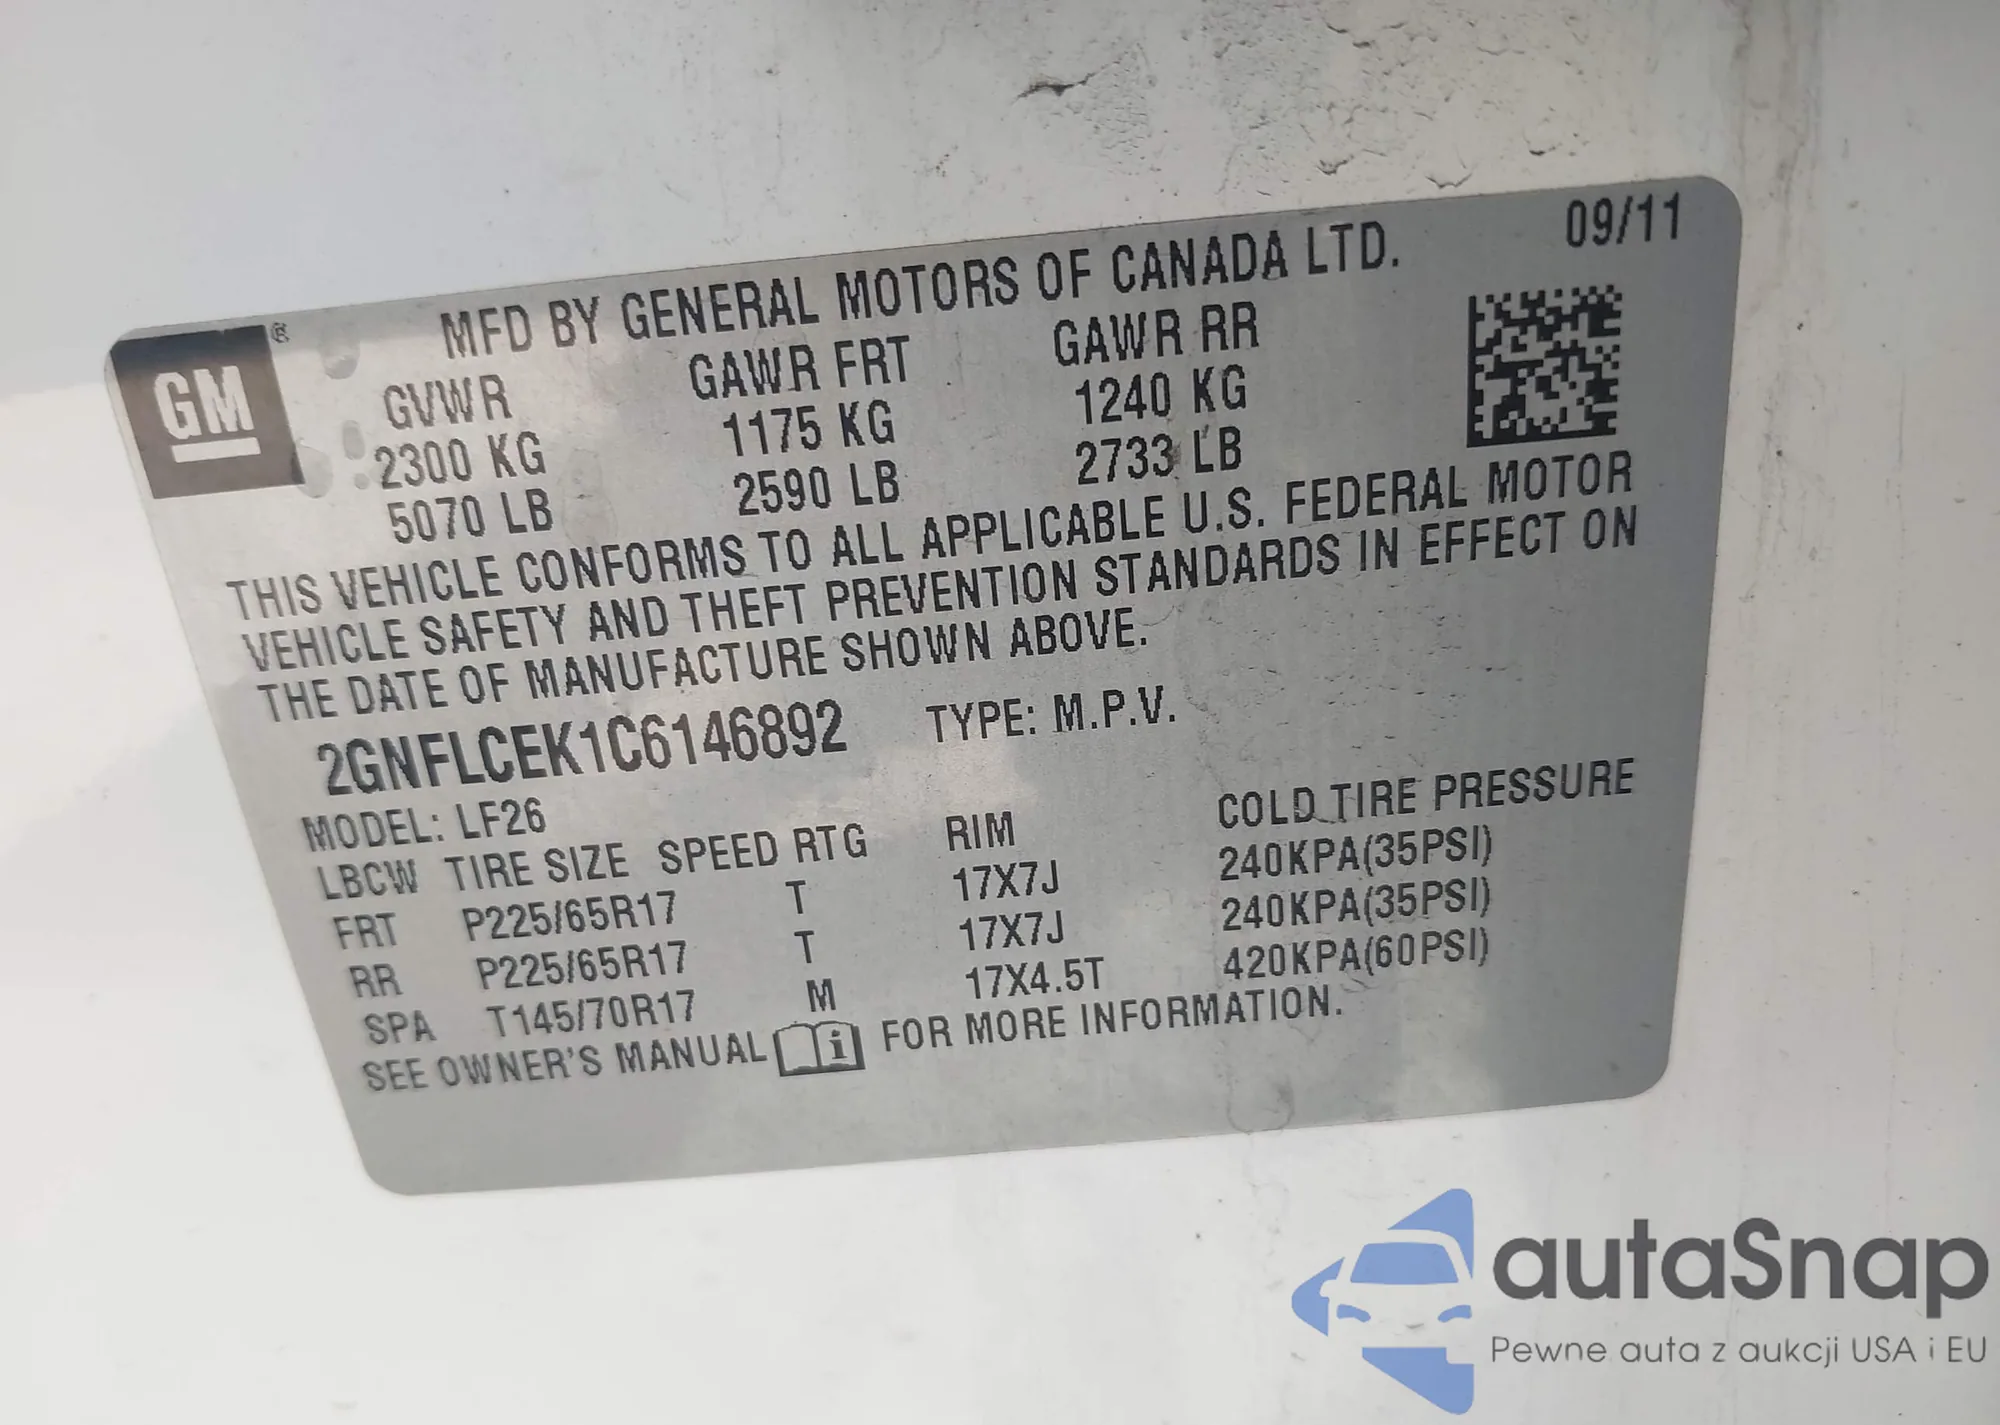 09/11
MFD BY GENERAL MOTORS OF CANADA LTD.
GM ®
GVWR GAWR FRT GAWR RR
2300 KG 1175 KG 1240 KG
5070 LB 2590 LB 2733 LB
THIS VEHICLE CONFORMS TO ALL APPLICABLE U.S. FEDERAL MOTOR
VEHICLE SAFETY AND THEFT PREVENTION STANDARDS IN EFFECT ON
THE DATE OF MANUFACTURE SHOWN ABOVE.
2GNFLCEK1C6146892 TYPE: M.P.V.
MODEL: LF26
LBCW TIRE SIZE SPEED RTG RIM COLD TIRE PRESSURE
FRT P225/65R17 T 17X7J 240KPA(35PSI)
RR P225/65R17 T 17X7J 240KPA(35PSI)
SPA T145/70R17 M 17X4.5T 420KPA(60PSI)
SEE OWNER'S MANUAL i FOR MORE INFORMATION.
autaSnap
Pewne auta z aukcji USA i EU